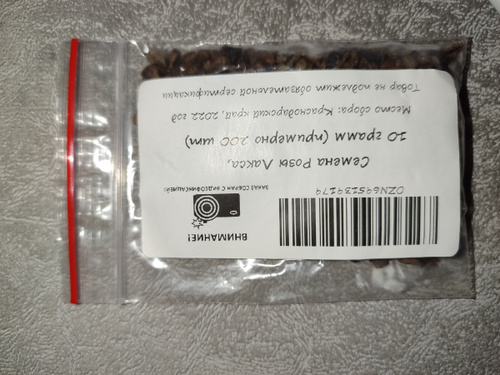 OZN695139179
ВНИМАНИЕ!
ЗАКАЗ СОБРАН С ВИДЕОФИКСАЦИЕЙ!
Семена Розы Лакса,
10 грамм (примерно 200 шт)
Место сбора: Краснодарский край, 2022 год
Товар не подлежит обязательной сертификации